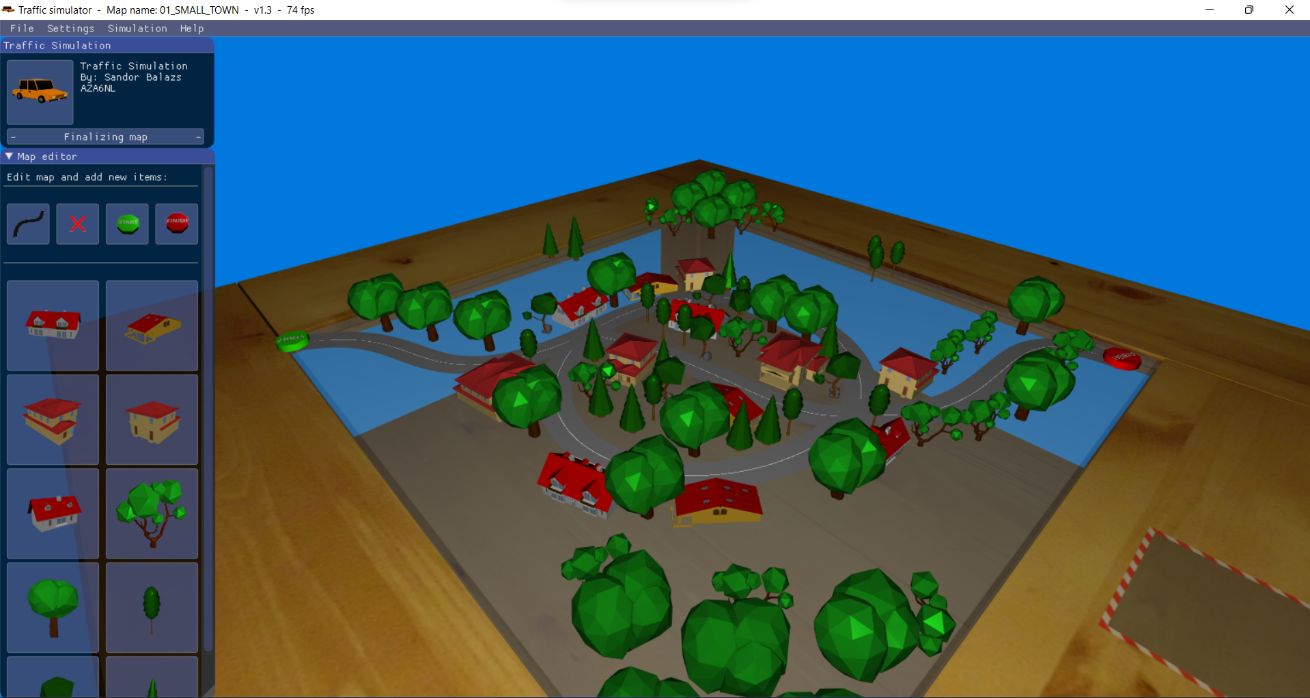 Traffic simulator - Map name: 01_SMALL_TOWN - v1.3 - 74 fps
File Settings Simulation Help
Traffic Simulation
Traffic Simulation
By: Sandor Balazs
AZA6NL
- Finalizing map -
Map editor
Edit map and add new items: